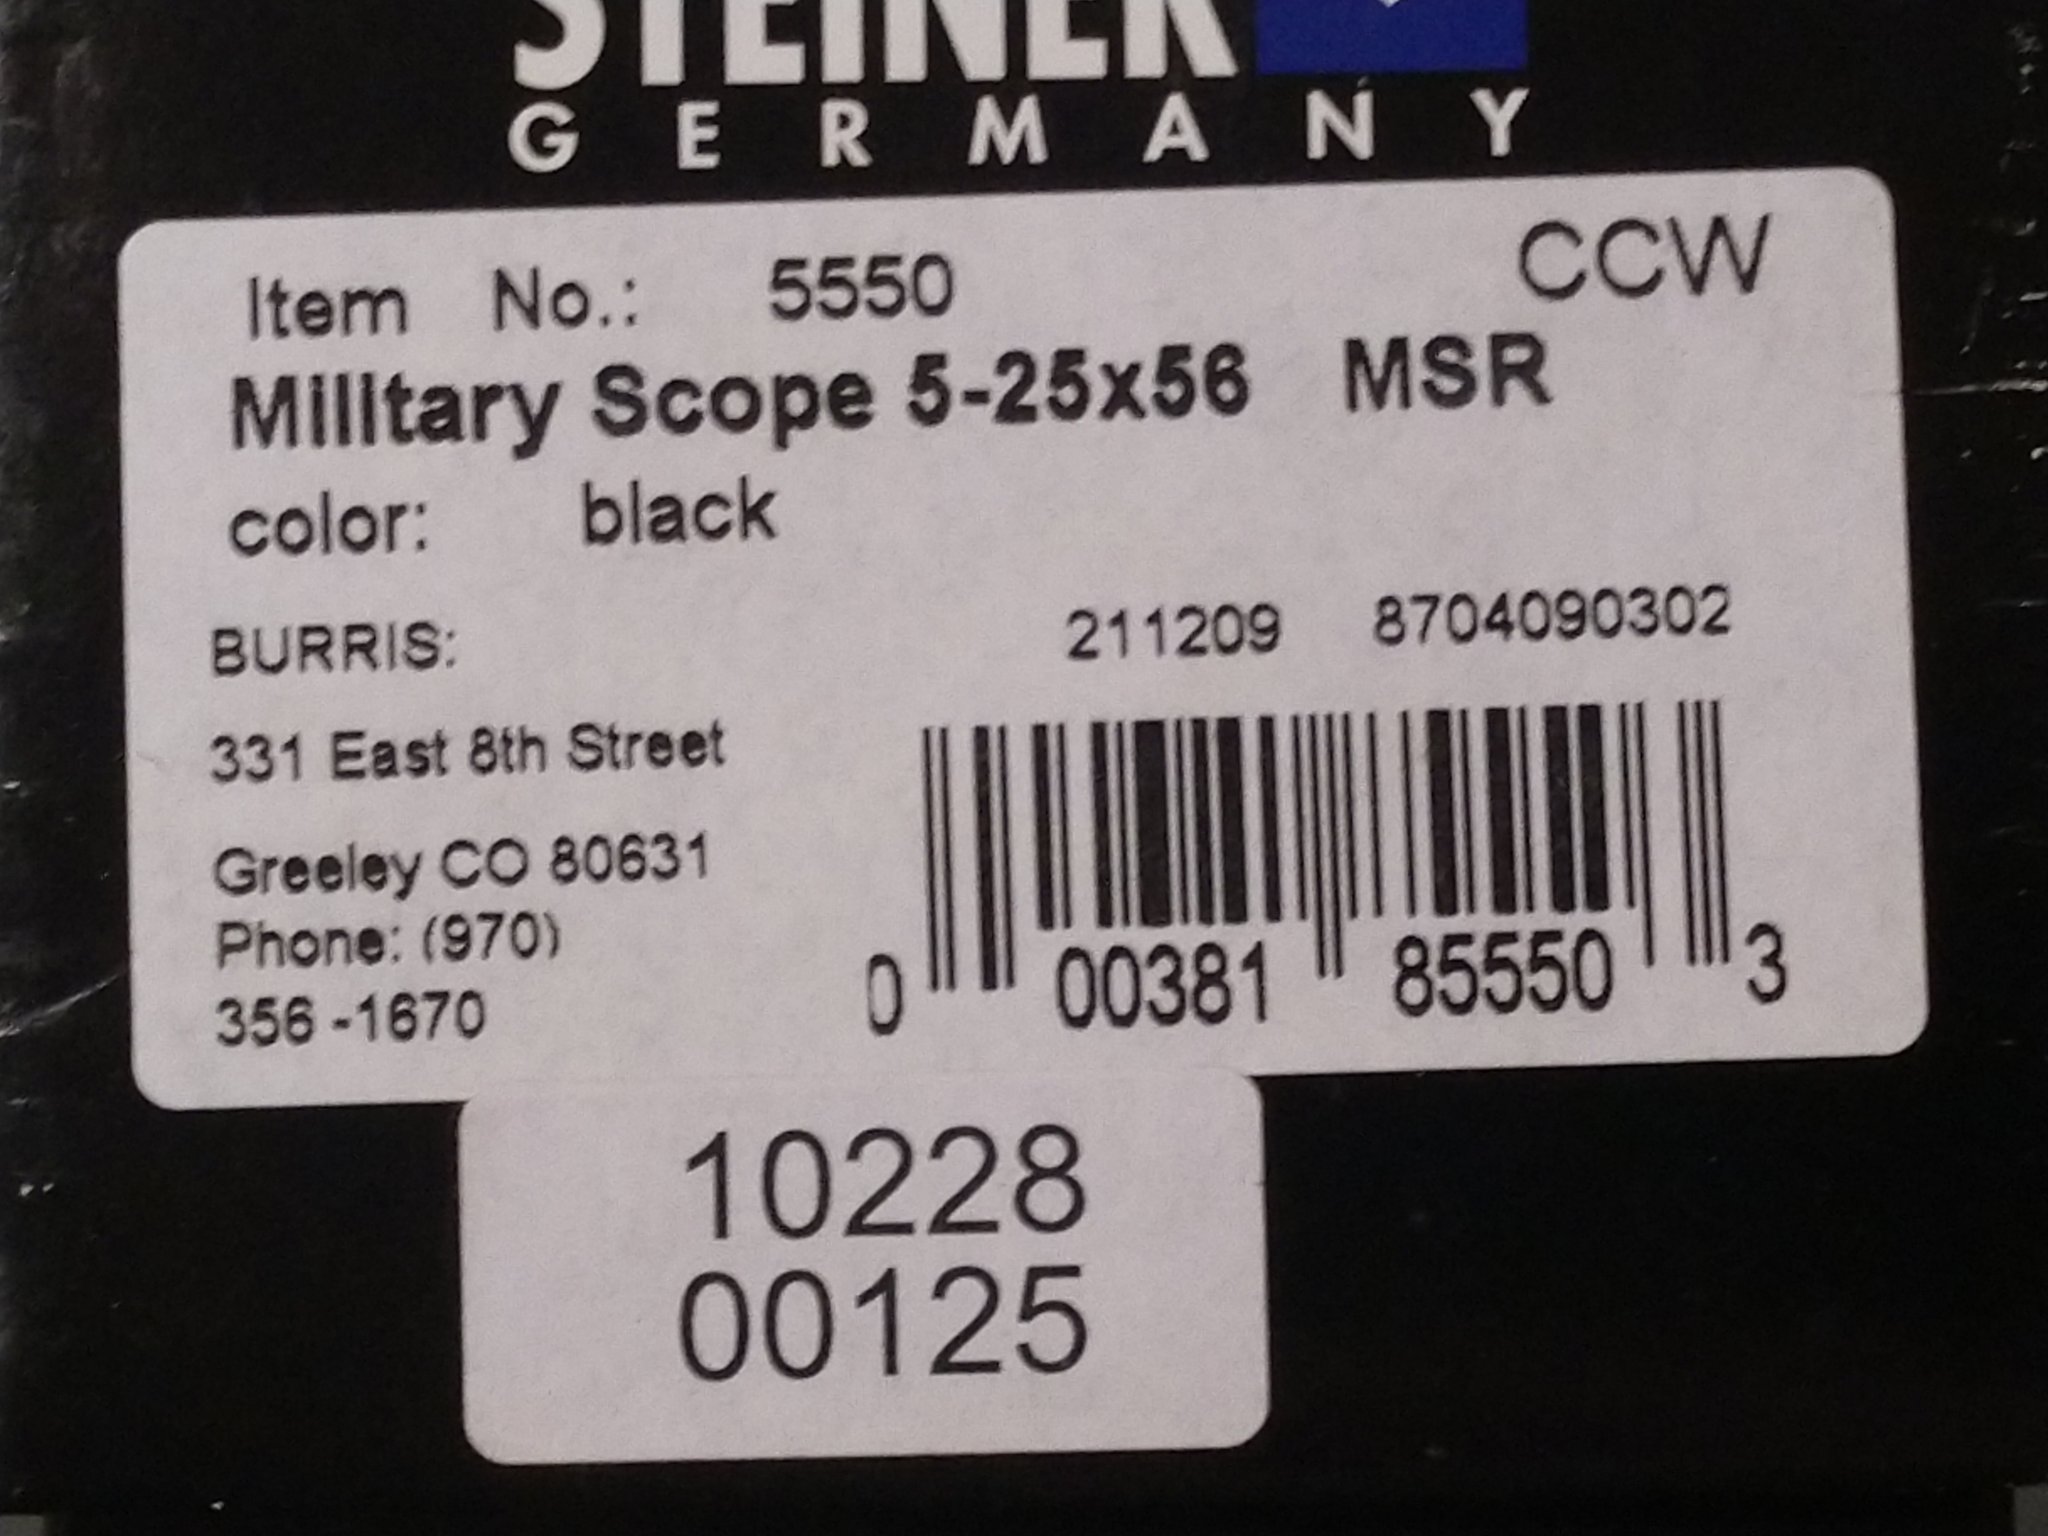 STEINER
GERMANY
Item No.: 5550 CCW
Military Scope 5-25x56 MSR
color: black
BURRIS: 211209 8704090302
331 East 8th Street
Greeley CO 80631
Phone: (970)
356 -1670
0 00381 85550 3
10228
00125